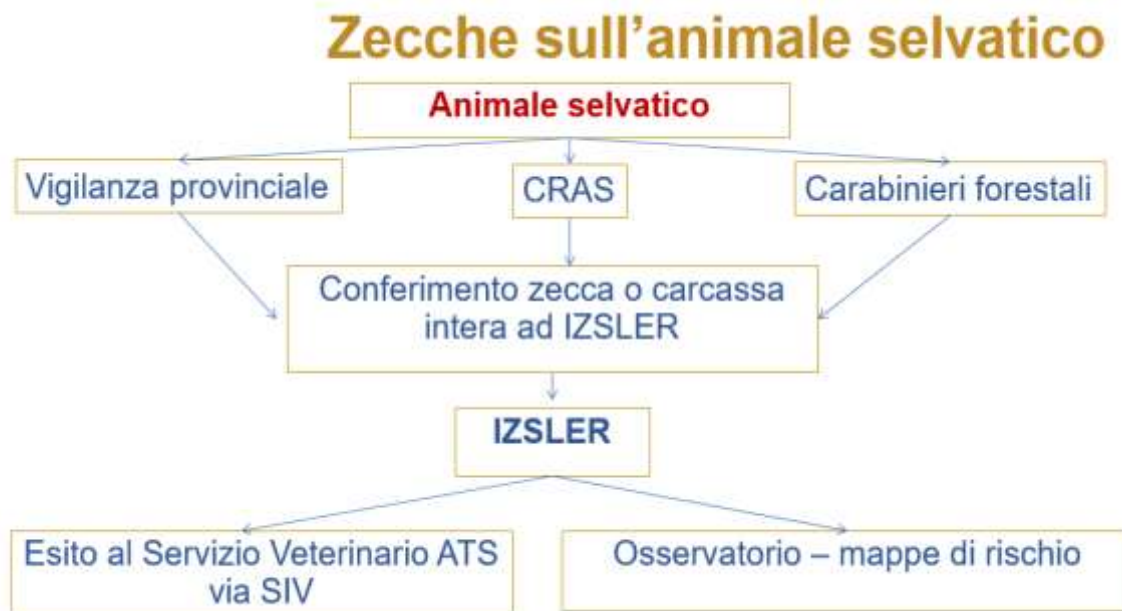 Zecche sull'animale selvatico
Animale selvatico
Vigilanza provinciale
CRAS
Carabinieri forestali
Conferimento zecca o carcassa
intera ad IZSLER
IZSLER
Esito al Servizio Veterinario ATS
via SIV
Osservatorio – mappe di rischio